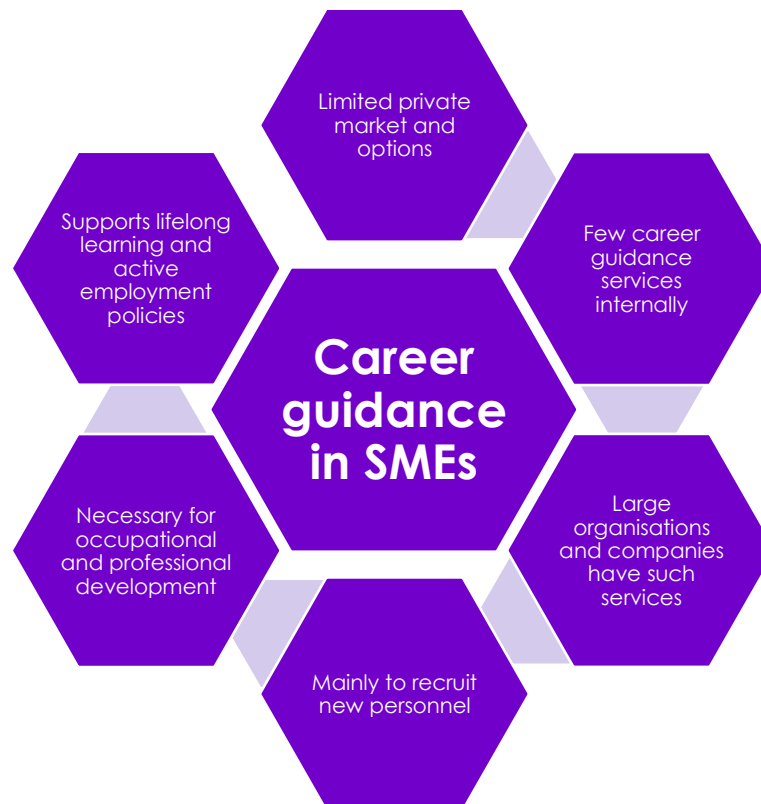 Limited private
market and
options
Supports lifelong
learning and
active
employment
policies
Few career
guidance
services
internally
Career
guidance
in SMEs
Necessary for
occupational
and professional
development
Large
organisations
and companies
have such
services
Mainly to recruit
new personnel